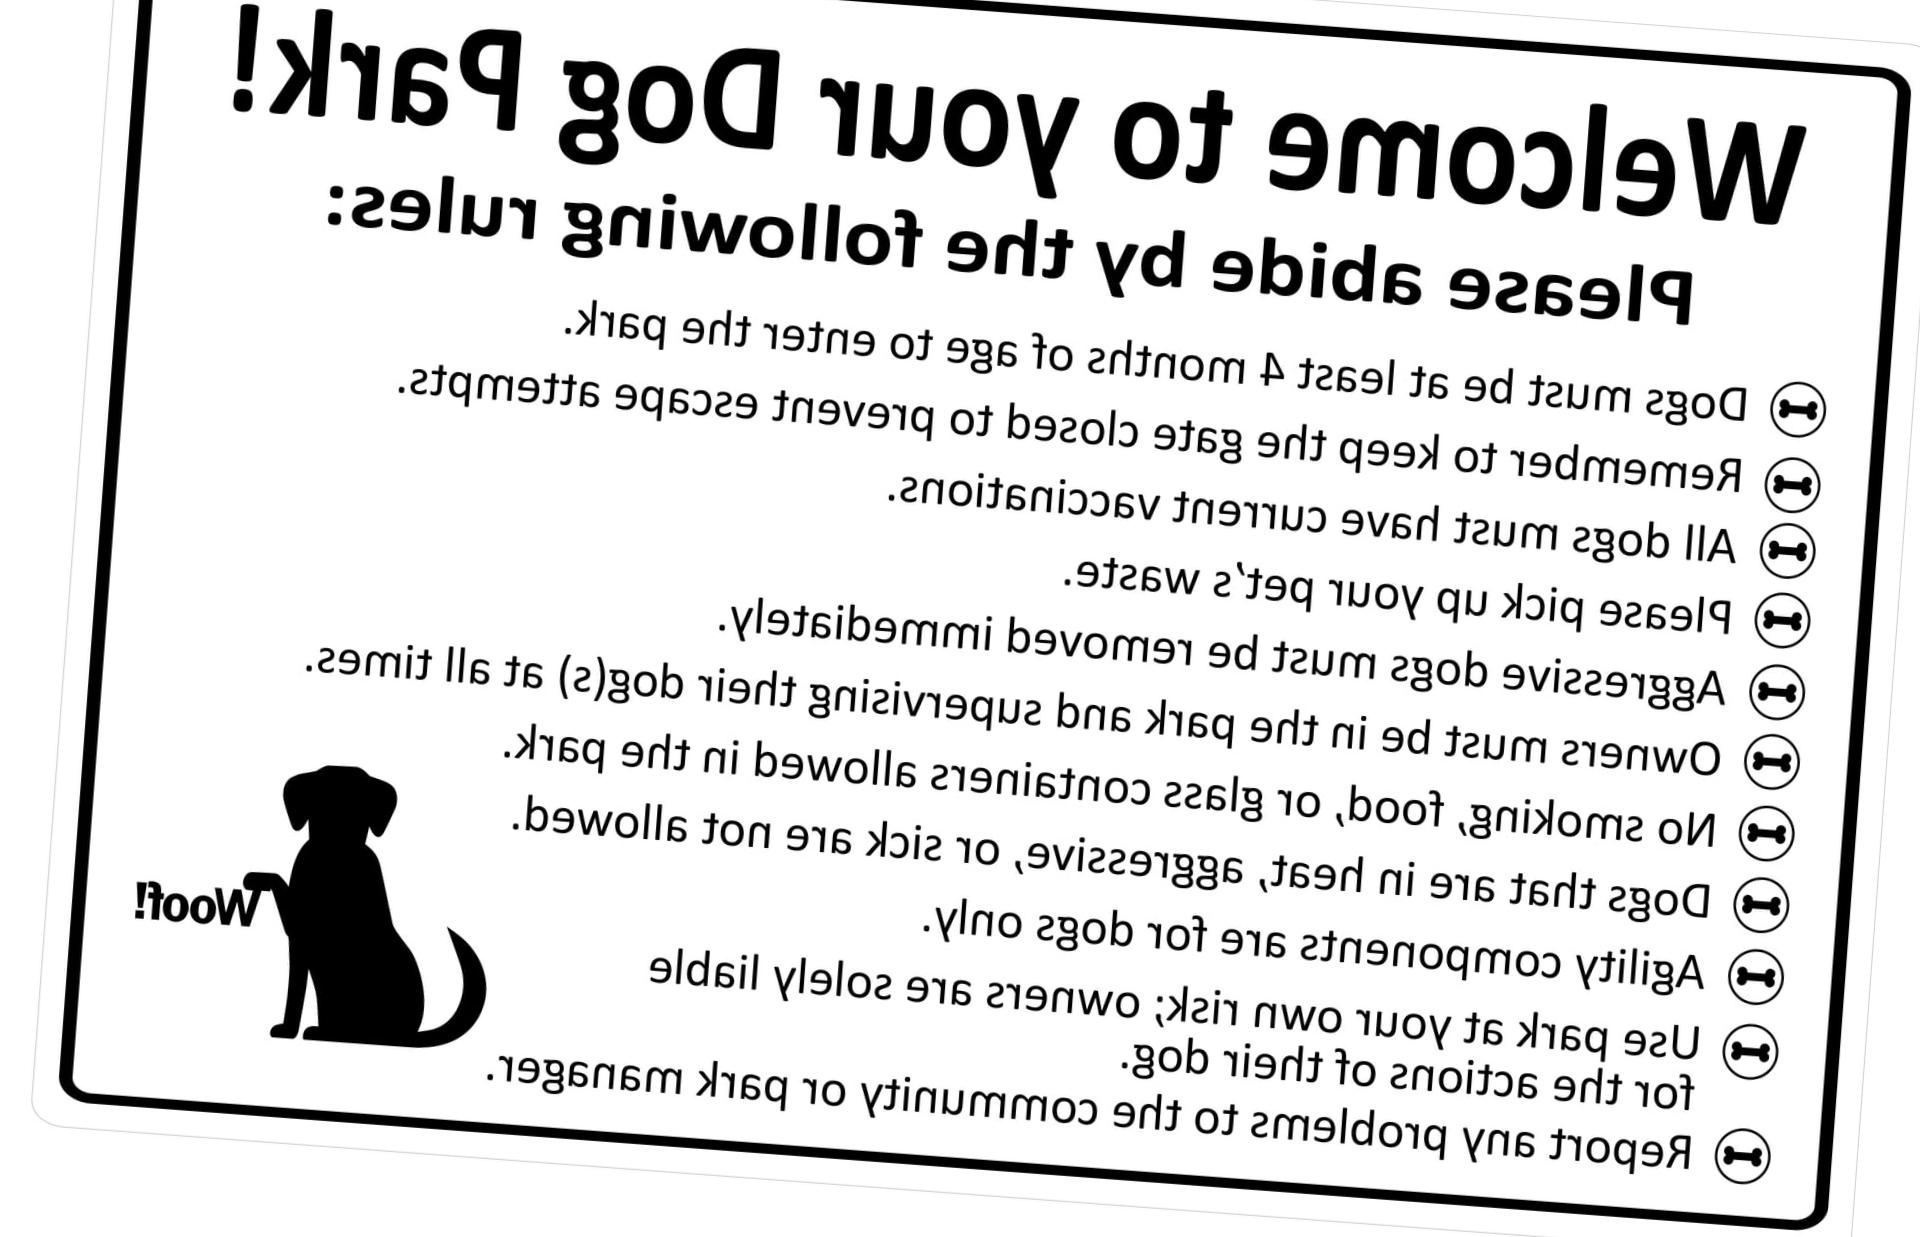 Welcome to your Dog Park!
Please abide by the following rules:
Dogs must be at least 4 months of age to enter the park.
Remember to keep the gate closed to prevent escape attempts.
All dogs must have current vaccinations.
Please pick up your pet's waste.
Aggressive dogs must be removed immediately.
Owners must be in the park and supervising their dog(s) at all times.
No smoking, food, or glass containers allowed in the park.
Dogs that are in heat, aggressive, or sick are not allowed.
Agility components are for dogs only.
Use park at your own risk; owners are solely liable
for the actions of their dog.
Report any problems to the community or park manager.
Woof!